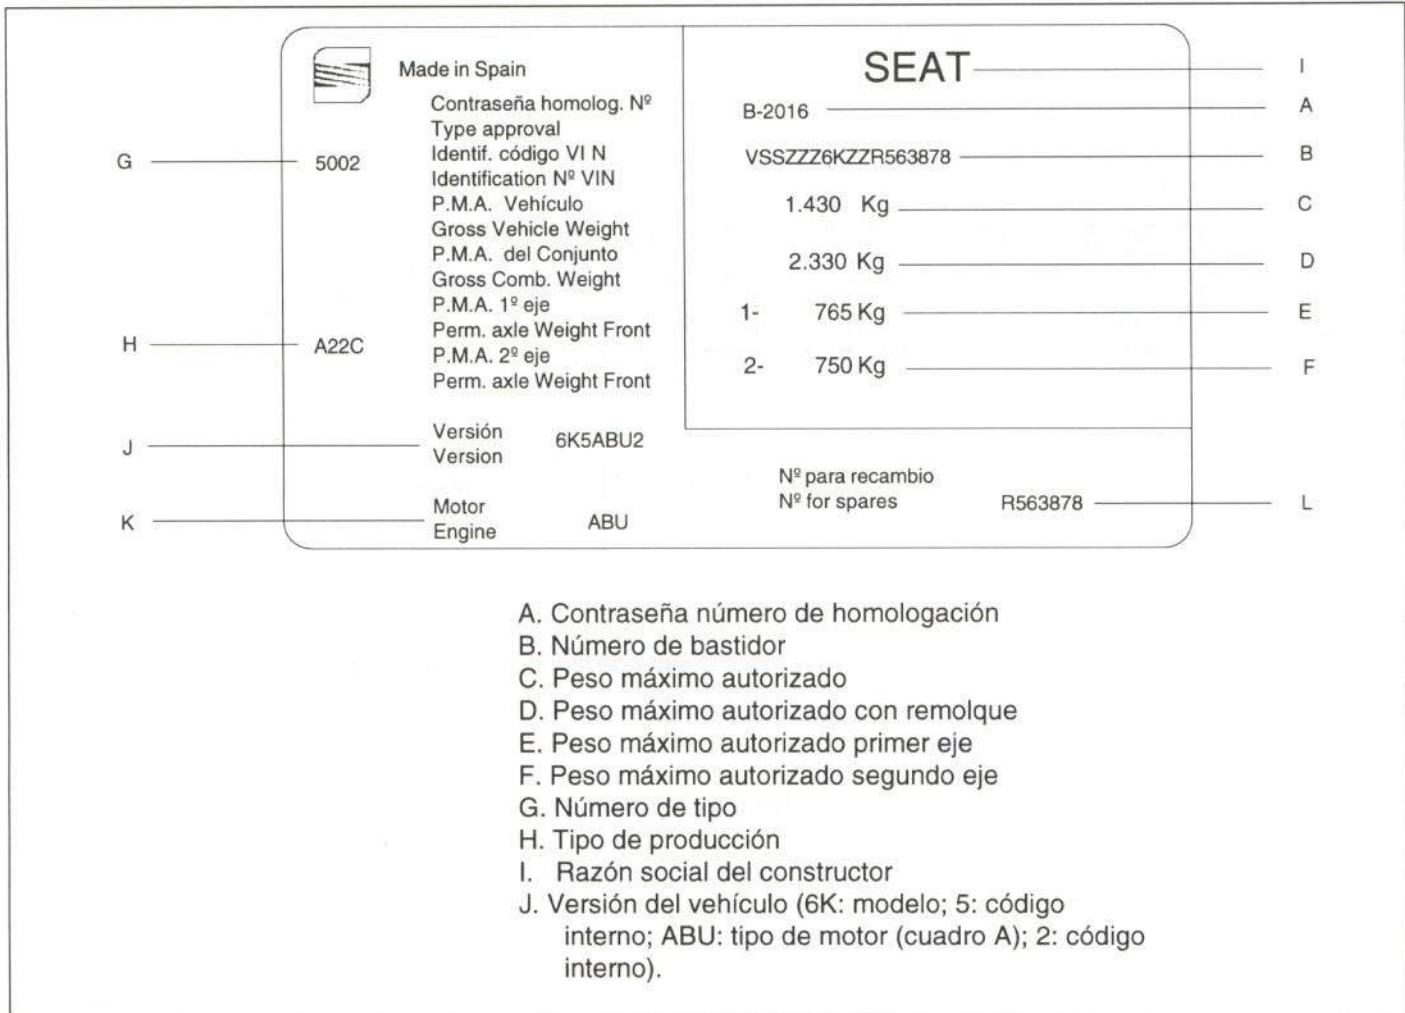 Made in Spain
SEAT
I
Contraseña homolog. Nº
B-2016
A
Type approval
G
5002
Identif. código VI N
VSSZZZ6KZZR563878
B
Identification Nº VIN
P.M.A. Vehículo
1.430 Kg
C
Gross Vehicle Weight
P.M.A. del Conjunto
2.330 Kg
D
Gross Comb. Weight
P.M.A. 1º eje
1- 765 Kg
E
Perm. axle Weight Front
H
A22C
P.M.A. 2º eje
2- 750 Kg
F
Perm. axle Weight Front
J
Versión
6K5ABU2
Version
Nº para recambio
Nº for spares
R563878
L
K
Motor
ABU
Engine
A. Contraseña número de homologación
B. Número de bastidor
C. Peso máximo autorizado
D. Peso máximo autorizado con remolque
E. Peso máximo autorizado primer eje
F. Peso máximo autorizado segundo eje
G. Número de tipo
H. Tipo de producción
I. Razón social del constructor
J. Versión del vehículo (6K: modelo; 5: código
interno; ABU: tipo de motor (cuadro A); 2: código
interno).